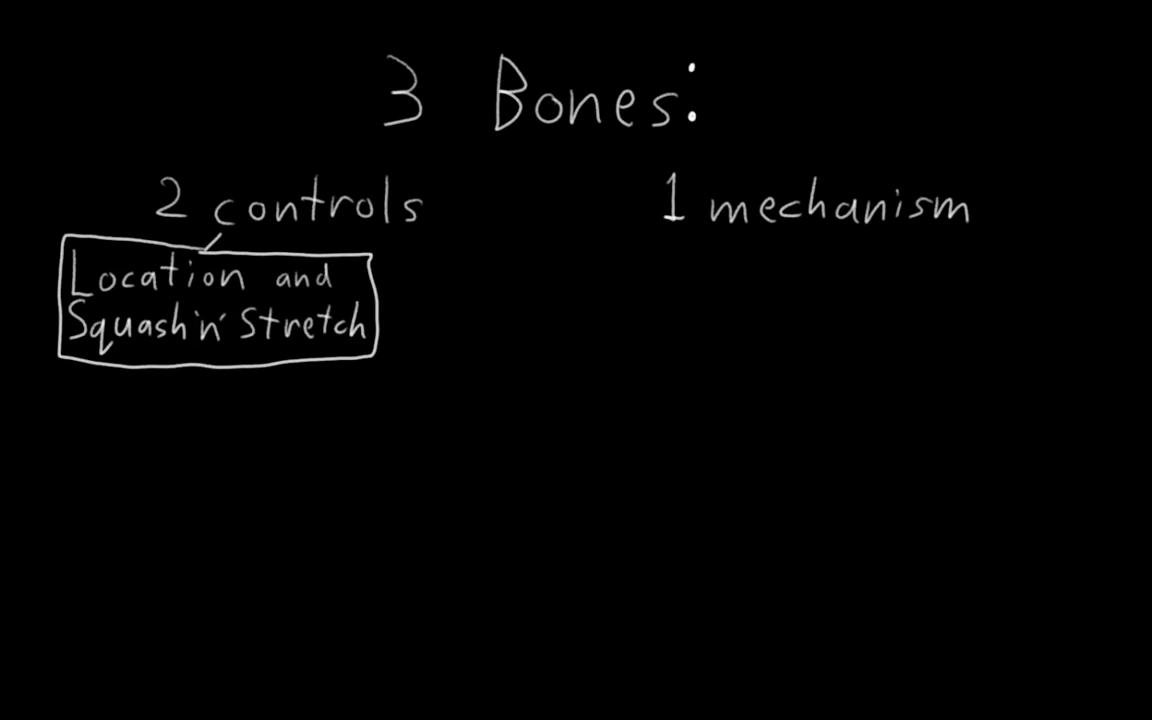 3 Bones:
2 controls
1 mechanism
Location and
Squash'n' Stretch